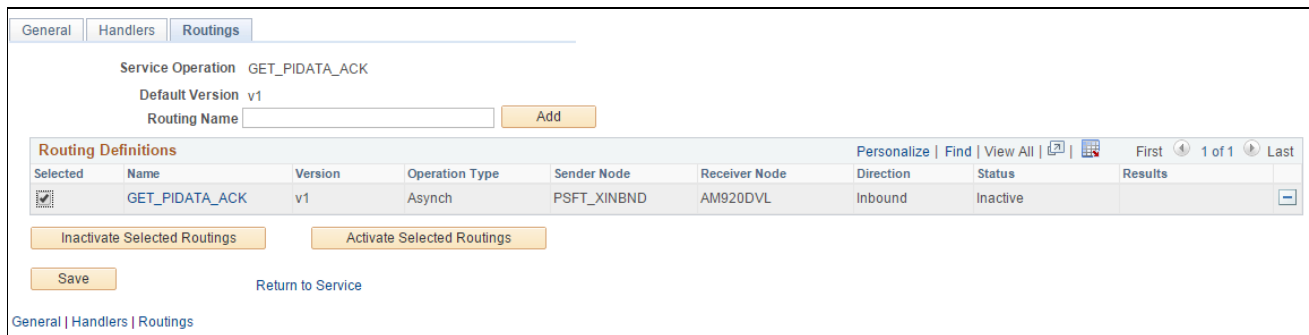 General Handlers Routings
Service Operation GET_PIDATA_ACK
Default Version v1
Routing Name Add
Routing Definitions Personalize | Find | View All | | First 1 of 1 Last
Selected Name Version Operation Type Sender Node Receiver Node Direction Status Results
GET_PIDATA_ACK v1 Asynch PSFT_XINBND AM920DVL Inbound Inactive
Inactivate Selected Routings Activate Selected Routings
Save Return to Service
General | Handlers | Routings